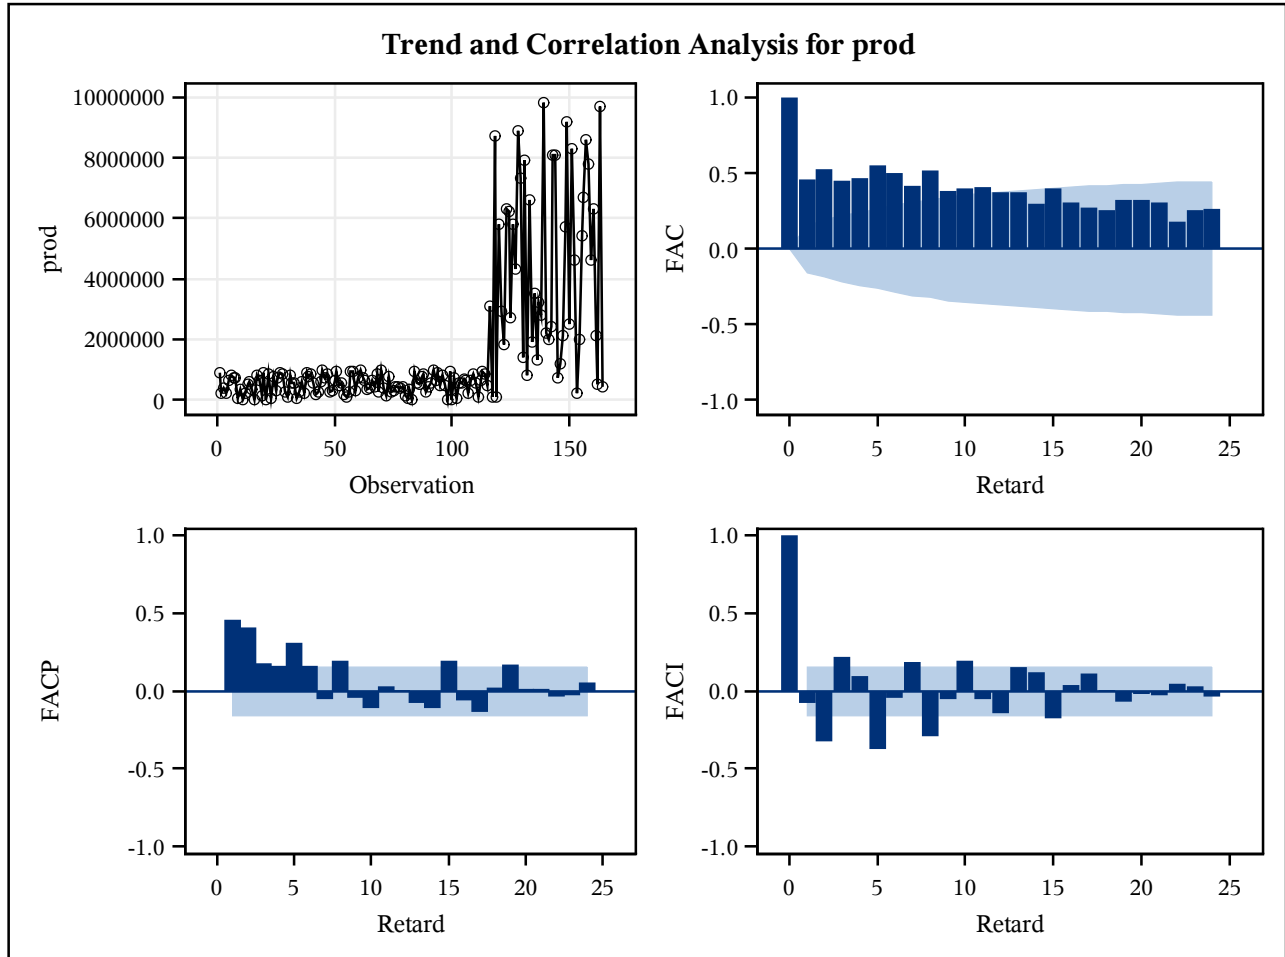 Trend and Correlation Analysis for prod
prod
10000000
8000000
6000000
4000000
2000000
0
0 50 100 150
Observation
FAC
1.0
0.5
0.0
-0.5
-1.0
0 5 10 15 20 25
Retard
FACP
1.0
0.5
0.0
-0.5
-1.0
0 5 10 15 20 25
Retard
FACI
1.0
0.5
0.0
-0.5
-1.0
0 5 10 15 20 25
Retard